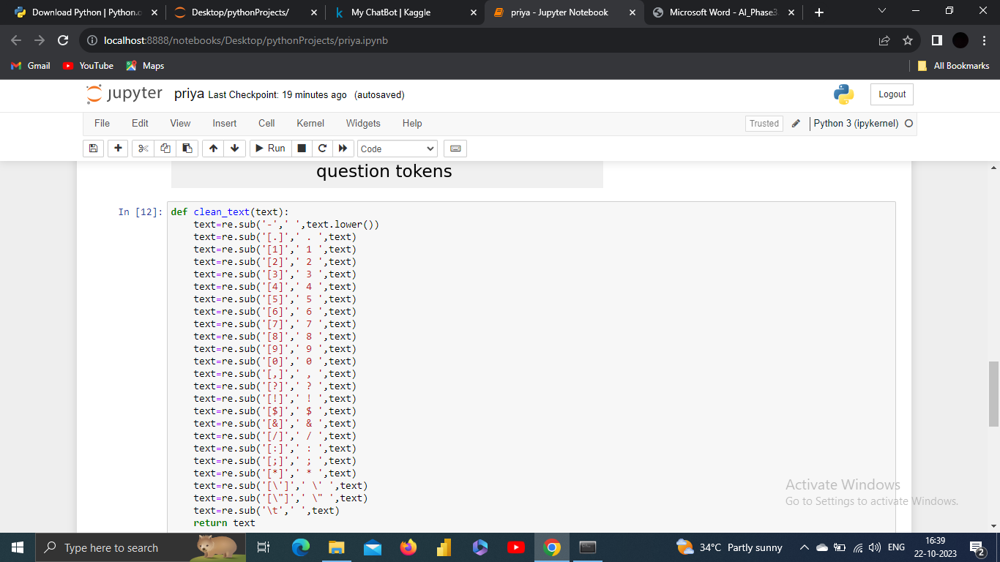 Download Python | Python.o
Desktop/pythonProjects/
My ChatBot | Kaggle
priya - Jupyter Notebook
Microsoft Word - AI_Phase3
localhost:8888/notebooks/Desktop/pythonProjects/priya.ipynb
Gmail YouTube Maps All Bookmarks
jupyter priya Last Checkpoint: 19 minutes ago (autosaved) Logout
File Edit View Insert Cell Kernel Widgets Help Trusted Python 3 (ipykernel)
Run Code
question tokens
In [12]: def clean_text(text):
    text=re.sub('-',' ',text.lower())
    text=re.sub('[.]',' . ',text)
    text=re.sub('[1]',' 1 ',text)
    text=re.sub('[2]',' 2 ',text)
    text=re.sub('[3]',' 3 ',text)
    text=re.sub('[4]',' 4 ',text)
    text=re.sub('[5]',' 5 ',text)
    text=re.sub('[6]',' 6 ',text)
    text=re.sub('[7]',' 7 ',text)
    text=re.sub('[8]',' 8 ',text)
    text=re.sub('[9]',' 9 ',text)
    text=re.sub('[0]',' 0 ',text)
    text=re.sub('[,]',' , ',text)
    text=re.sub('[?]',' ? ',text)
    text=re.sub('[!]',' ! ',text)
    text=re.sub('[$]',' $ ',text)
    text=re.sub('[&]',' & ',text)
    text=re.sub('[/]',' / ',text)
    text=re.sub('[:]',' : ',text)
    text=re.sub('[;]',' ; ',text)
    text=re.sub('[*]',' * ',text)
    text=re.sub('[\']',' \' ',text)
    text=re.sub('[\"]',' \" ',text)
    text=re.sub('\t',' ',text)
    return text
Activate Windows
Go to Settings to activate Windows.
Type here to search
34°C Partly sunny
ENG
16:39
22-10-2023
2